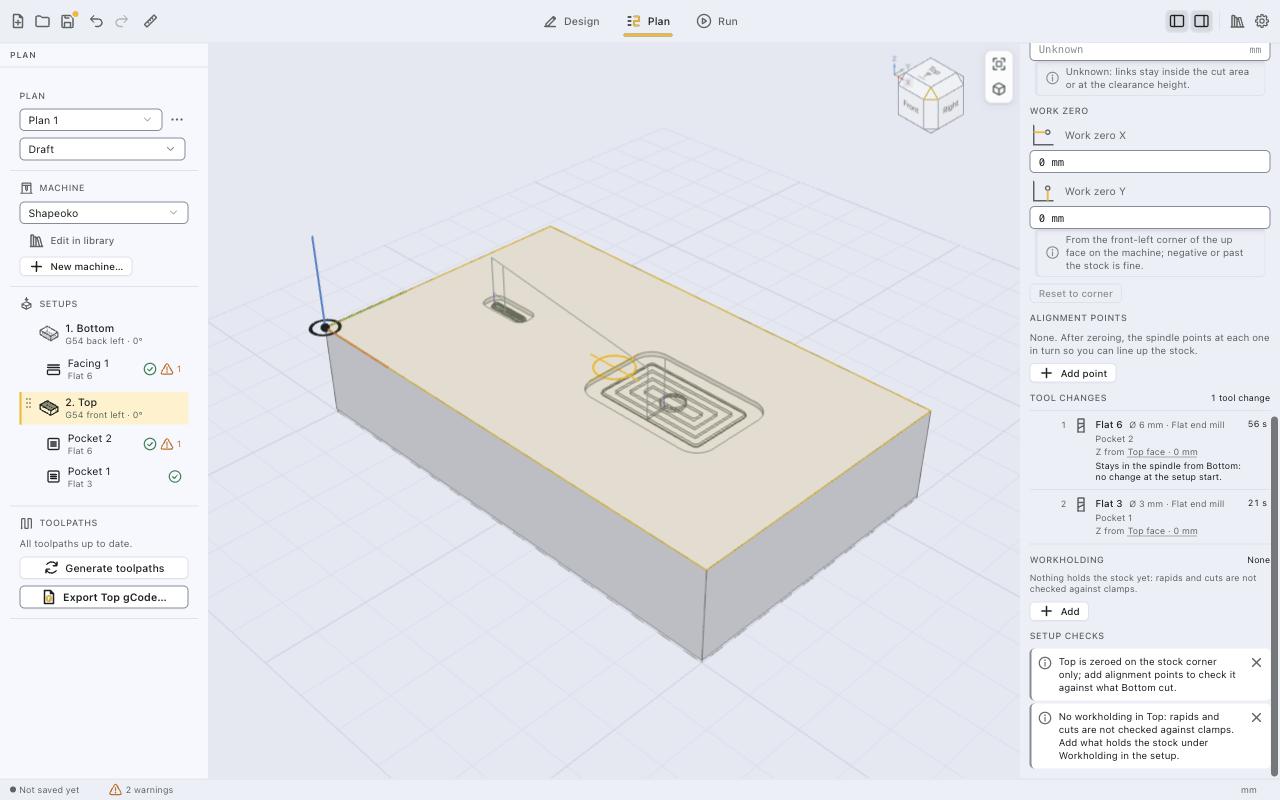 Design
Plan
Run
PLAN
PLAN
Plan 1
Draft
MACHINE
Shapeoko
Edit in library
New machine...
SETUPS
1. Bottom
G54 back left · 0°
Facing 1
Flat 6
1
2. Top
G54 front left · 0°
Pocket 2
Flat 6
1
Pocket 1
Flat 3
TOOLPATHS
All toolpaths up to date.
Generate toolpaths
Export Top gCode...
Front
Right
Unknown
mm
Unknown: links stay inside the cut area
or at the clearance height.
WORK ZERO
Work zero X
0 mm
Work zero Y
0 mm
From the front-left corner of the up
face on the machine; negative or past
the stock is fine.
Reset to corner
ALIGNMENT POINTS
None. After zeroing, the spindle points at each one
in turn so you can line up the stock.
Add point
TOOL CHANGES 1 tool change
1 Flat 6 Ø 6 mm · Flat end mill 56 s
Pocket 2
Z from Top face · 0 mm
Stays in the spindle from Bottom:
no change at the setup start.
2 Flat 3 Ø 3 mm · Flat end mill 21 s
Pocket 1
Z from Top face · 0 mm
WORKHOLDING None
Nothing holds the stock yet: rapids and cuts are not
checked against clamps.
Add
SETUP CHECKS
Top is zeroed on the stock corner
only; add alignment points to check it
against what Bottom cut.
No workholding in Top: rapids and
cuts are not checked against clamps.
Add what holds the stock under
Workholding in the setup.
Not saved yet
2 warnings
mm